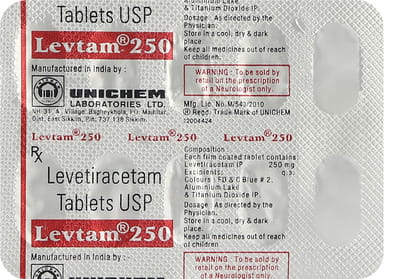 Tablets USP
Levtam® 250
Manufactured in India by :
UNICHEM
LABORATORIES LTD.
Aluminium Lake
& Titanium Dioxide IP.
Dosage : As directed by the
Physician.
Store in a cool, dry & dark
place
Keep all medicines out of reach
of children.
WARNING : To be sold by
retail on the prescription
of a Neurologist only.
Mfg. Lic. No. M/543/2010
® Regd. Trade Mark of UNICHEM
Levtam® 250 Levtam® 250 Levtam® 250
Rx
Levetiracetam
Tablets USP
Levtam® 250
Manufactured in India by :
UNICHEM
Composition :
Each film coated tablet contains
Levetiracetam IP 250 mg
Excipients: q.s.
Colours : FD & C Blue # 2
Aluminium Lake
& Titanium Dioxide IP.
Dosage : As directed by the
Physician.
Store in a cool, dry & dark
place.
Keep all medicines out of reach
of children
WARNING : To be sold by
retail on the prescription
of a Neurologist only.